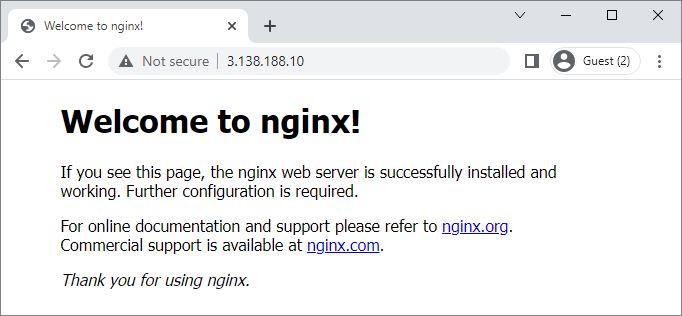 Welcome to nginx!
Not secure | 3.138.188.10
Guest (2)
Welcome to nginx!
If you see this page, the nginx web server is successfully installed and
working. Further configuration is required.
For online documentation and support please refer to nginx.org.
Commercial support is available at nginx.com.
Thank you for using nginx.